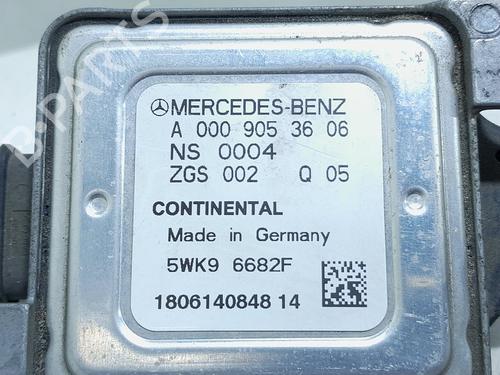 MERCEDES-BENZ
A 000 905 36 06
NS 0004
ZGS 002 Q 05
CONTINENTAL
Made in Germany
5WK9 6682F
1806140848 14
B-PARTS